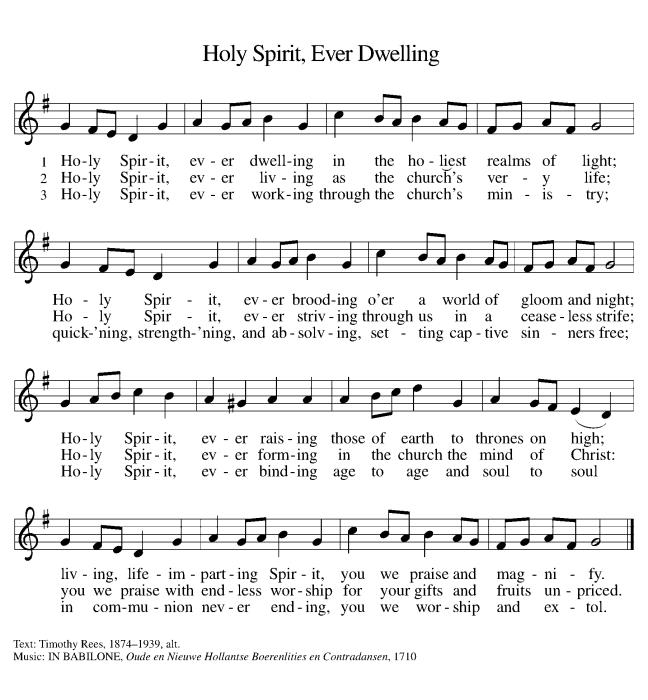 Holy Spirit, Ever Dwelling
1 Ho - ly Spir - it, ev - er dwell - ing in the ho - liest realms of light;
2 Ho - ly Spir - it, ev - er liv - ing as the church's ver - y life;
3 Ho - ly Spir - it, ev - er work - ing through the church's min - is - try;
Ho - ly Spir - it, ev - er brood - ing o'er a world of gloom and night;
Ho - ly Spir - it, ev - er striv - ing through us in a cease - less strife;
quick - 'ning, strength - 'ning, and ab - solv - ing, set - ting cap - tive sin - ners free;
Ho - ly Spir - it, ev - er rais - ing those of earth to thrones on high;
Ho - ly Spir - it, ev - er form - ing in the church the mind of Christ:
Ho - ly Spir - it, ev - er bind - ing age to age and soul to soul
liv - ing, life - im - part - ing Spir - it, you we praise and mag - ni - fy.
you we praise with end - less wor - ship for your gifts and fruits un - priced.
in com - mu - nion nev - er end - ing, you we wor - ship and ex - tol.
Text: Timothy Rees, 1874–1939, alt.
Music: IN BABILONE, Oude en Nieuwe Hollantse Boerenlities en Contradansen, 1710